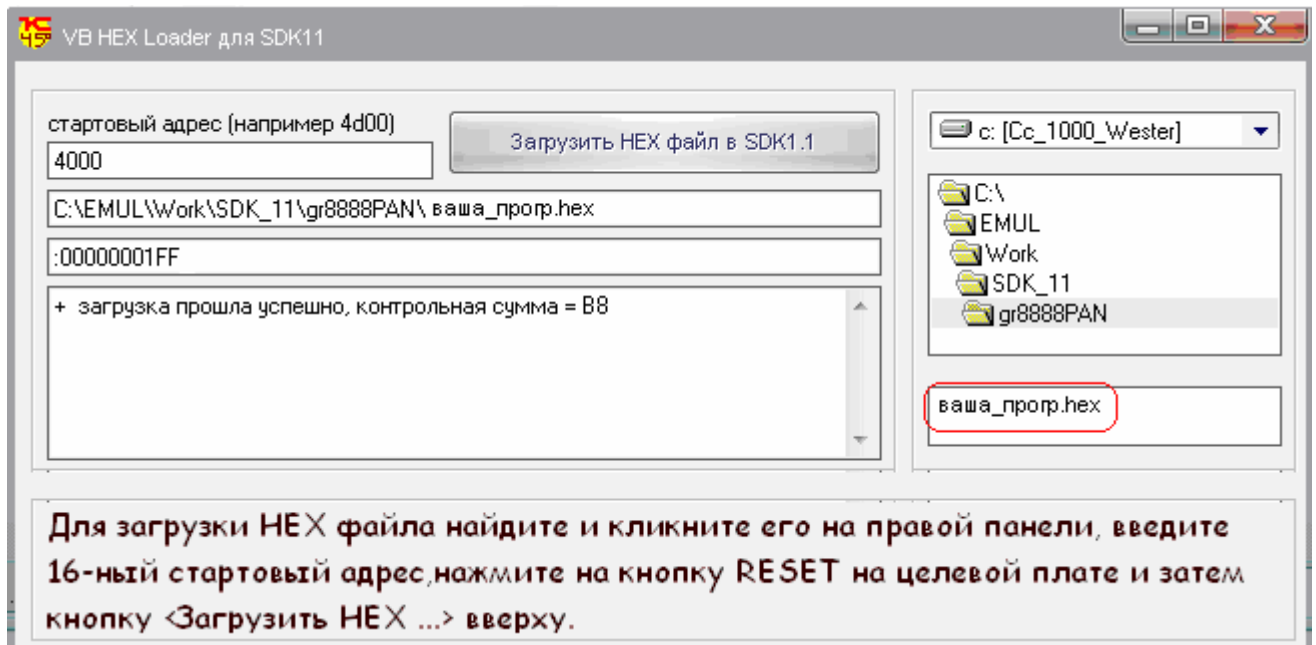 VB HEX Loader для SDK11
стартовый адрес (например 4d00)
4000
Загрузить HEX файл в SDK1.1
C:\EMUL\Work\SDK_11\gr8888PAN\ ваша_прогр.hex
:00000001FF
+ загрузка прошла успешно, контрольная сумма = B8
c: [Cc_1000_Wester]
C:\
EMUL
Work
SDK_11
gr8888PAN
ваша_прогр.hex
Для загрузки HEX файла найдите и кликните его на правой панели, введите
16-ный стартовый адрес,нажмите на кнопку RESET на целевой плате и затем
кнопку <Загрузить HEX ...> вверху.